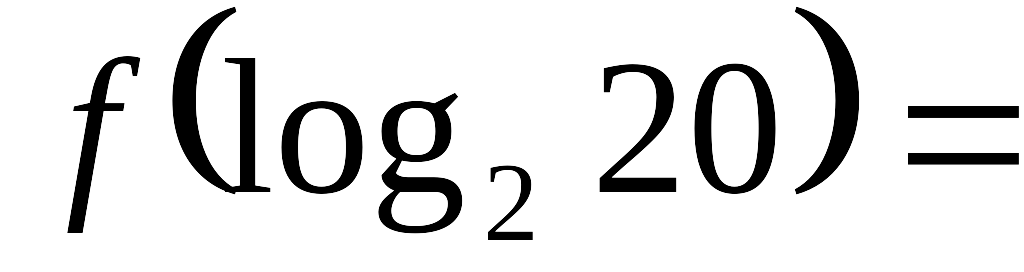 f(log₂ 20) =